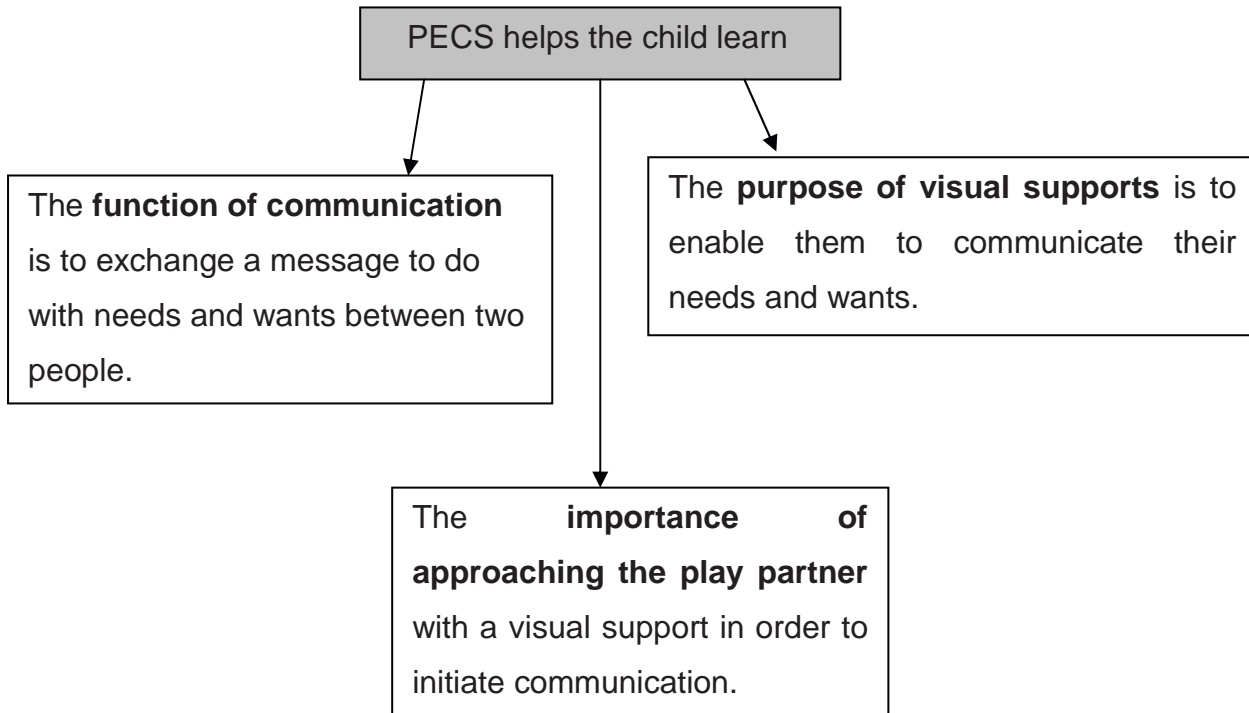 PECS helps the child learn
The function of communication
is to exchange a message to do
with needs and wants between two
people.
The purpose of visual supports is to
enable them to communicate their
needs and wants.
The importance of
approaching the play partner
with a visual support in order to
initiate communication.